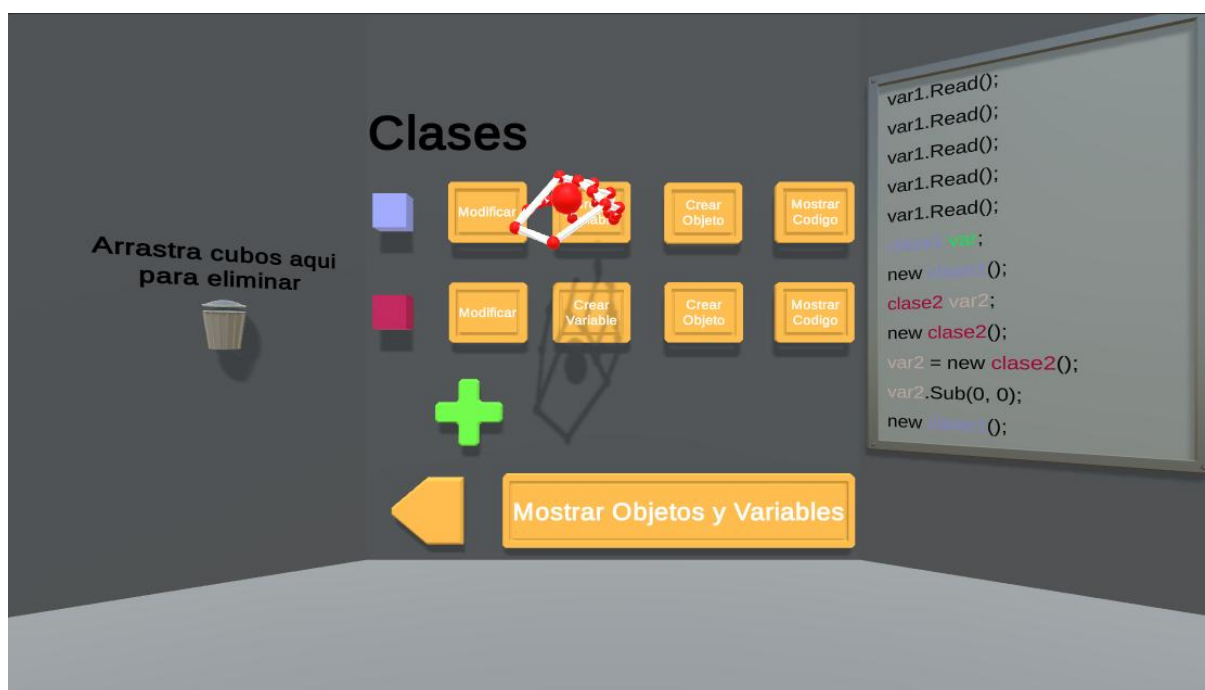 Clases
Arrastra cubos aqui
para eliminar
Modificar
Crear
Objeto
Mostrar
Codigo
Modificar
Crear
Variable
Crear
Objeto
Mostrar
Codigo
Mostrar Objetos y Variables
var1.Read();
var1.Read();
var1.Read();
var1.Read();
var1.Read();
var;
new ();
clase2 var2;
new clase2();
var2 = new clase2();
var2.Sub(0, 0);
new ();